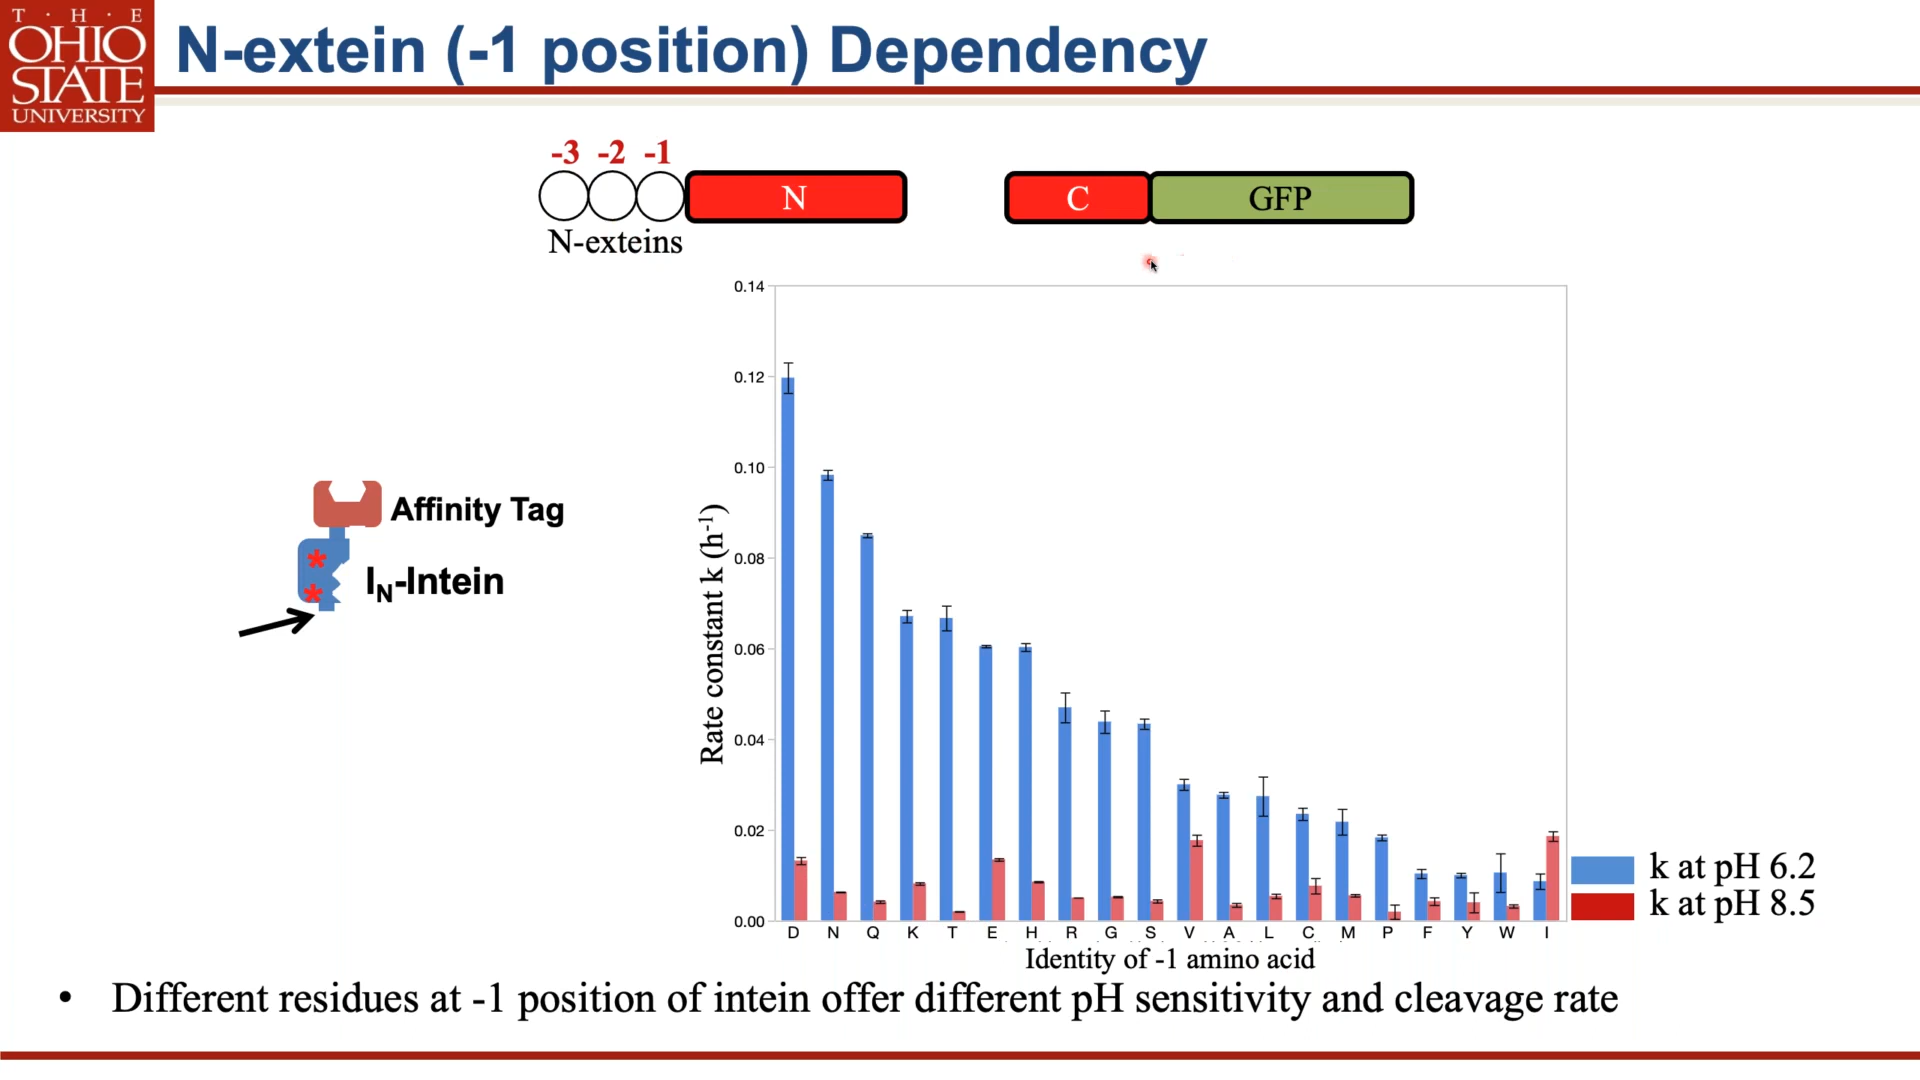 T · H · E
OHIO
STATE
UNIVERSITY
N-extein (-1 position) Dependency
-3 -2 -1
N
C
GFP
N-exteins
Affinity Tag
IN-Intein
Rate constant k (h-1)
0.14
0.12
0.10
0.08
0.06
0.04
0.02
0.00
D N Q K T E H R G S V A L C M P F Y W I
Identity of -1 amino acid
k at pH 6.2
k at pH 8.5
• Different residues at -1 position of intein offer different pH sensitivity and cleavage rate